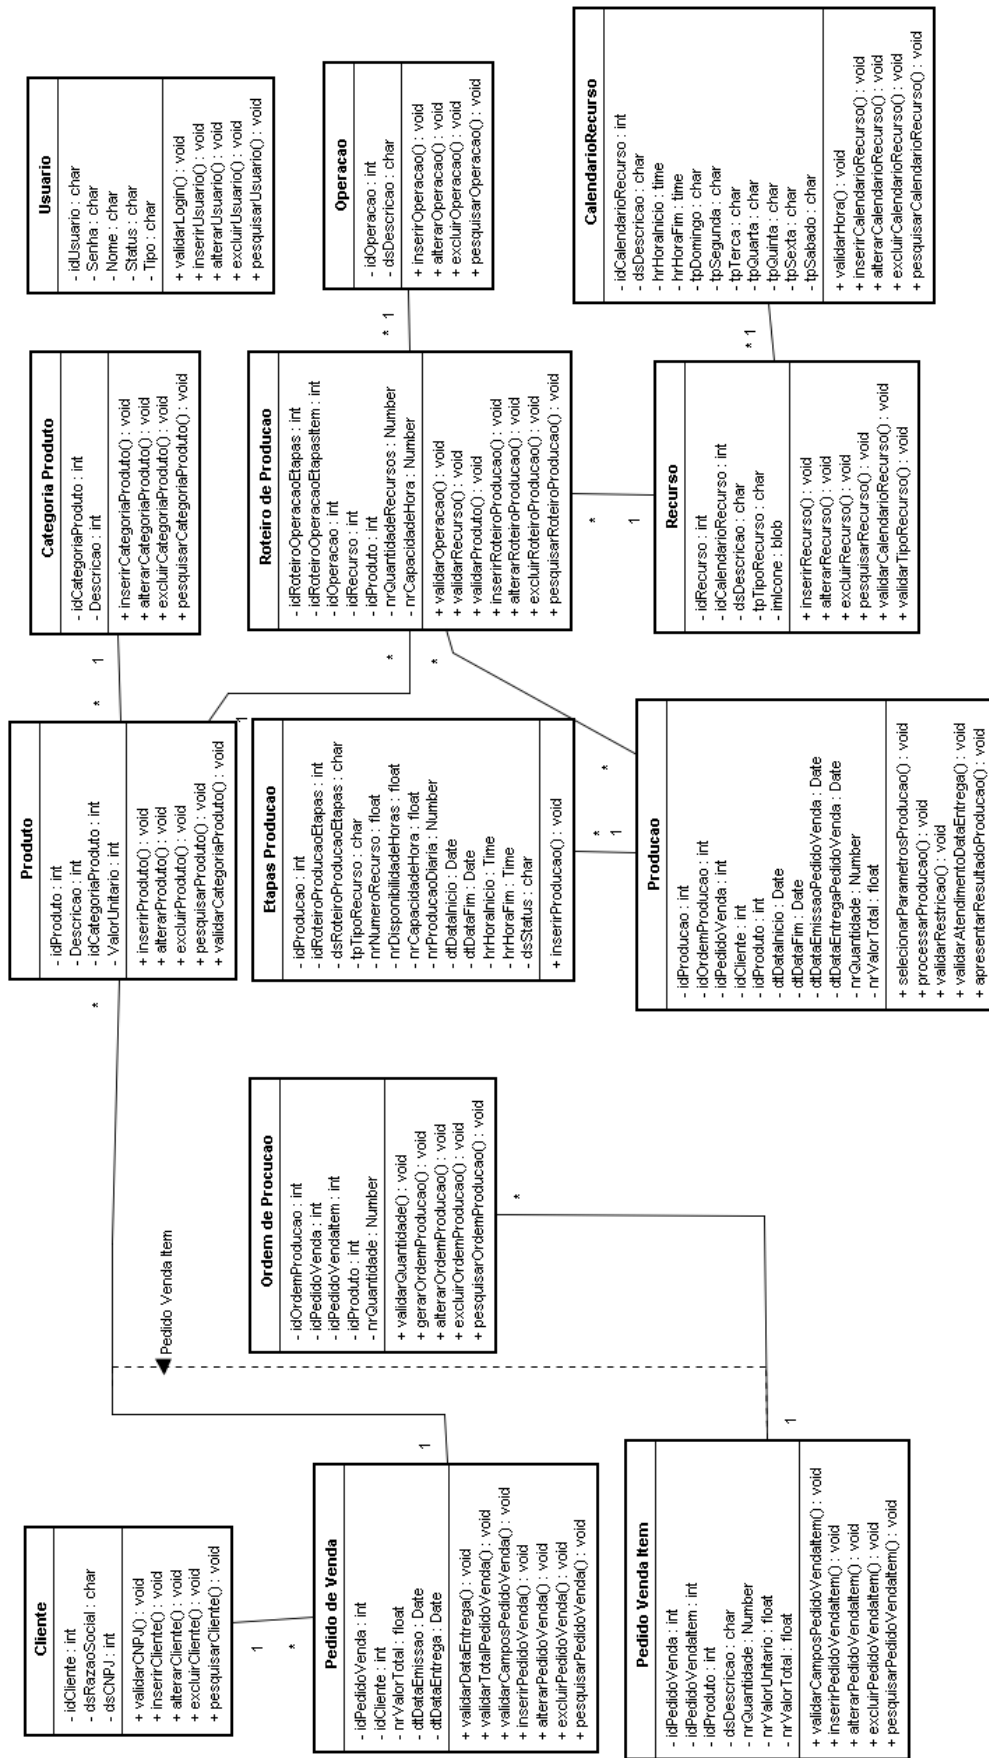 Cliente
- idCliente : int
- dsRazaoSocial : char
- dsCNPJ : int
+ validarCNPJ() : void
+ inserirCliente() : void
+ alterarCliente() : void
+ excluirCliente() : void
+ pesquisarCliente() : void
1
*
Pedido de Venda
- idPedidoVenda : int
- idCliente : int
- nrValorTotal : float
- dtDataEmissao : Date
- dtDataEntrega : Date
+ validarDataEntrega() : void
+ validarTotalPedidoVenda() : void
+ validarCamposPedidoVenda() : void
+ inserirPedidoVenda() : void
+ alterarPedidoVenda() : void
+ excluirPedidoVenda() : void
+ pesquisarPedidoVenda() : void
1
Pedido Venda Item
- idPedidoVenda : int
- idPedidoVendaItem : int
- idProduto : int
- dsDescricao : char
- nrQuantidade : Number
- nrValorUnitario : float
- nrValorTotal : float
+ validarCamposPedidoVendaItem() : void
+ inserirPedidoVendaItem() : void
+ alterarPedidoVendaItem() : void
+ excluirPedidoVendaItem() : void
+ pesquisarPedidoVendaItem() : void
1
Pedido Venda Item
Ordem de Procucao
- idOrdemProducao : int
- idPedidoVenda : int
- idPedidoVendaItem : int
- idProduto : int
- nrQuantidade : Number
+ validarQuantidade() : void
+ gerarOrdemProducao() : void
+ alterarOrdemProducao() : void
+ excluirOrdemProducao() : void
+ pesquisarOrdemProducao() : void
*
Produto
- idProduto : int
- Descricao : int
- idCategoriaProduto : int
- ValorUnitario : int
+ inserirProduto() : void
+ alterarProduto() : void
+ excluirProduto() : void
+ pesquisarProduto() : void
+ validarCategoriaProduto() : void
*
*
1
1
Etapas Producao
- idProducao : int
- idRoteiroProducaoEtapas : int
- dsRoteiroProducaoEtapas : char
- tpTipoRecurso : char
- nrNumeroRecurso : float
- nrDisponibilidadeHoras : float
- nrCapacidadeHora : float
- nrProducaoDiaria : Number
- dtDataInicio : Date
- dtDataFim : Date
- hrHoraInicio : Time
- hrHoraFim : Time
- dsStatus : char
+ inserirProducao() : void
*
1
*
Producao
- idProducao : int
- idOrdemProducao : int
- idPedidoVenda : int
- idCliente : int
- idProduto : int
- dtDataInicio : Date
- dtDataFim : Date
- dtDataEmissaoPedidoVenda : Date
- dtDataEntregaPedidoVenda : Date
- nrQuantidade : Number
- nrValorTotal : float
+ selecionarParametrosProducao() : void
+ processarProducao() : void
+ validarRestricao() : void
+ validarAtendimentoDataEntrega() : void
+ apresentarResultadoProducao() : void
Categoria Produto
- idCategoriaProduto : int
- Descricao : int
+ inserirCategoriaProduto() : void
+ alterarCategoriaProduto() : void
+ excluirCategoriaProduto() : void
+ pesquisarCategoriaProduto() : void
Roteiro de Producao
- idRoteiroOperacaoEtapas : int
- idRoteiroOperacaoEtapasItem : int
- idOperacao : int
- idRecurso : int
- idProduto : int
- nrQuantidadeRecursos : Number
- nrCapacidadeHora : Number
+ validarOperacao() : void
+ validarRecurso() : void
+ validarProduto() : void
+ inserirRoteiroProducao() : void
+ alterarRoteiroProducao() : void
+ excluirRoteiroProducao() : void
+ pesquisarRoteiroProducao() : void
*
*
* 1
*
1
Recurso
- idRecurso : int
- idCalendarioRecurso : int
- dsDescricao : char
- tpTipoRecurso : char
- imIcone : blob
+ inserirRecurso() : void
+ alterarRecurso() : void
+ excluirRecurso() : void
+ pesquisarRecurso() : void
+ validarCalendarioRecurso() : void
+ validarTipoRecurso() : void
* 1
Usuario
- idUsuario : char
- Senha : char
- Nome : char
- Status : char
- Tipo : char
+ validarLogin() : void
+ inserirUsuario() : void
+ alterarUsuario() : void
+ excluirUsuario() : void
+ pesquisarUsuario() : void
Operacao
- idOperacao : int
- dsDescricao : char
+ inserirOperacao() : void
+ alterarOperacao() : void
+ excluirOperacao() : void
+ pesquisarOperacao() : void
CalendarioRecurso
- idCalendarioRecurso : int
- dsDescricao : char
- hrHoraInicio : time
- hrHoraFim : time
- tpDomingo : char
- tpSegunda : char
- tpTerca : char
- tpQuarta : char
- tpQuinta : char
- tpSexta : char
- tpSabado : char
+ validarHora() : void
+ inserirCalendarioRecurso() : void
+ alterarCalendarioRecurso() : void
+ excluirCalendarioRecurso() : void
+ pesquisarCalendarioRecurso() : void